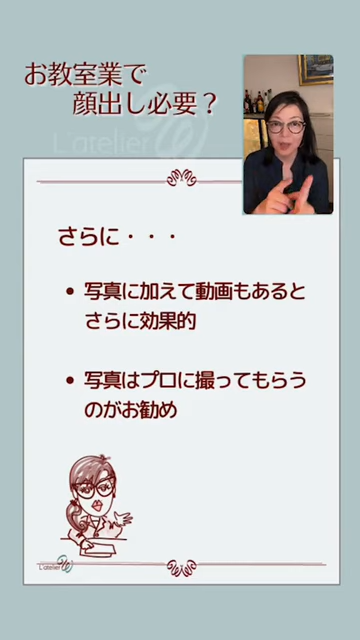 お教室業で
顔出し必要？
L'atelier
さらに・・・
• 写真に加えて動画もあると
さらに効果的
• 写真はプロに撮ってもらう
のがお勧め
L'atelier